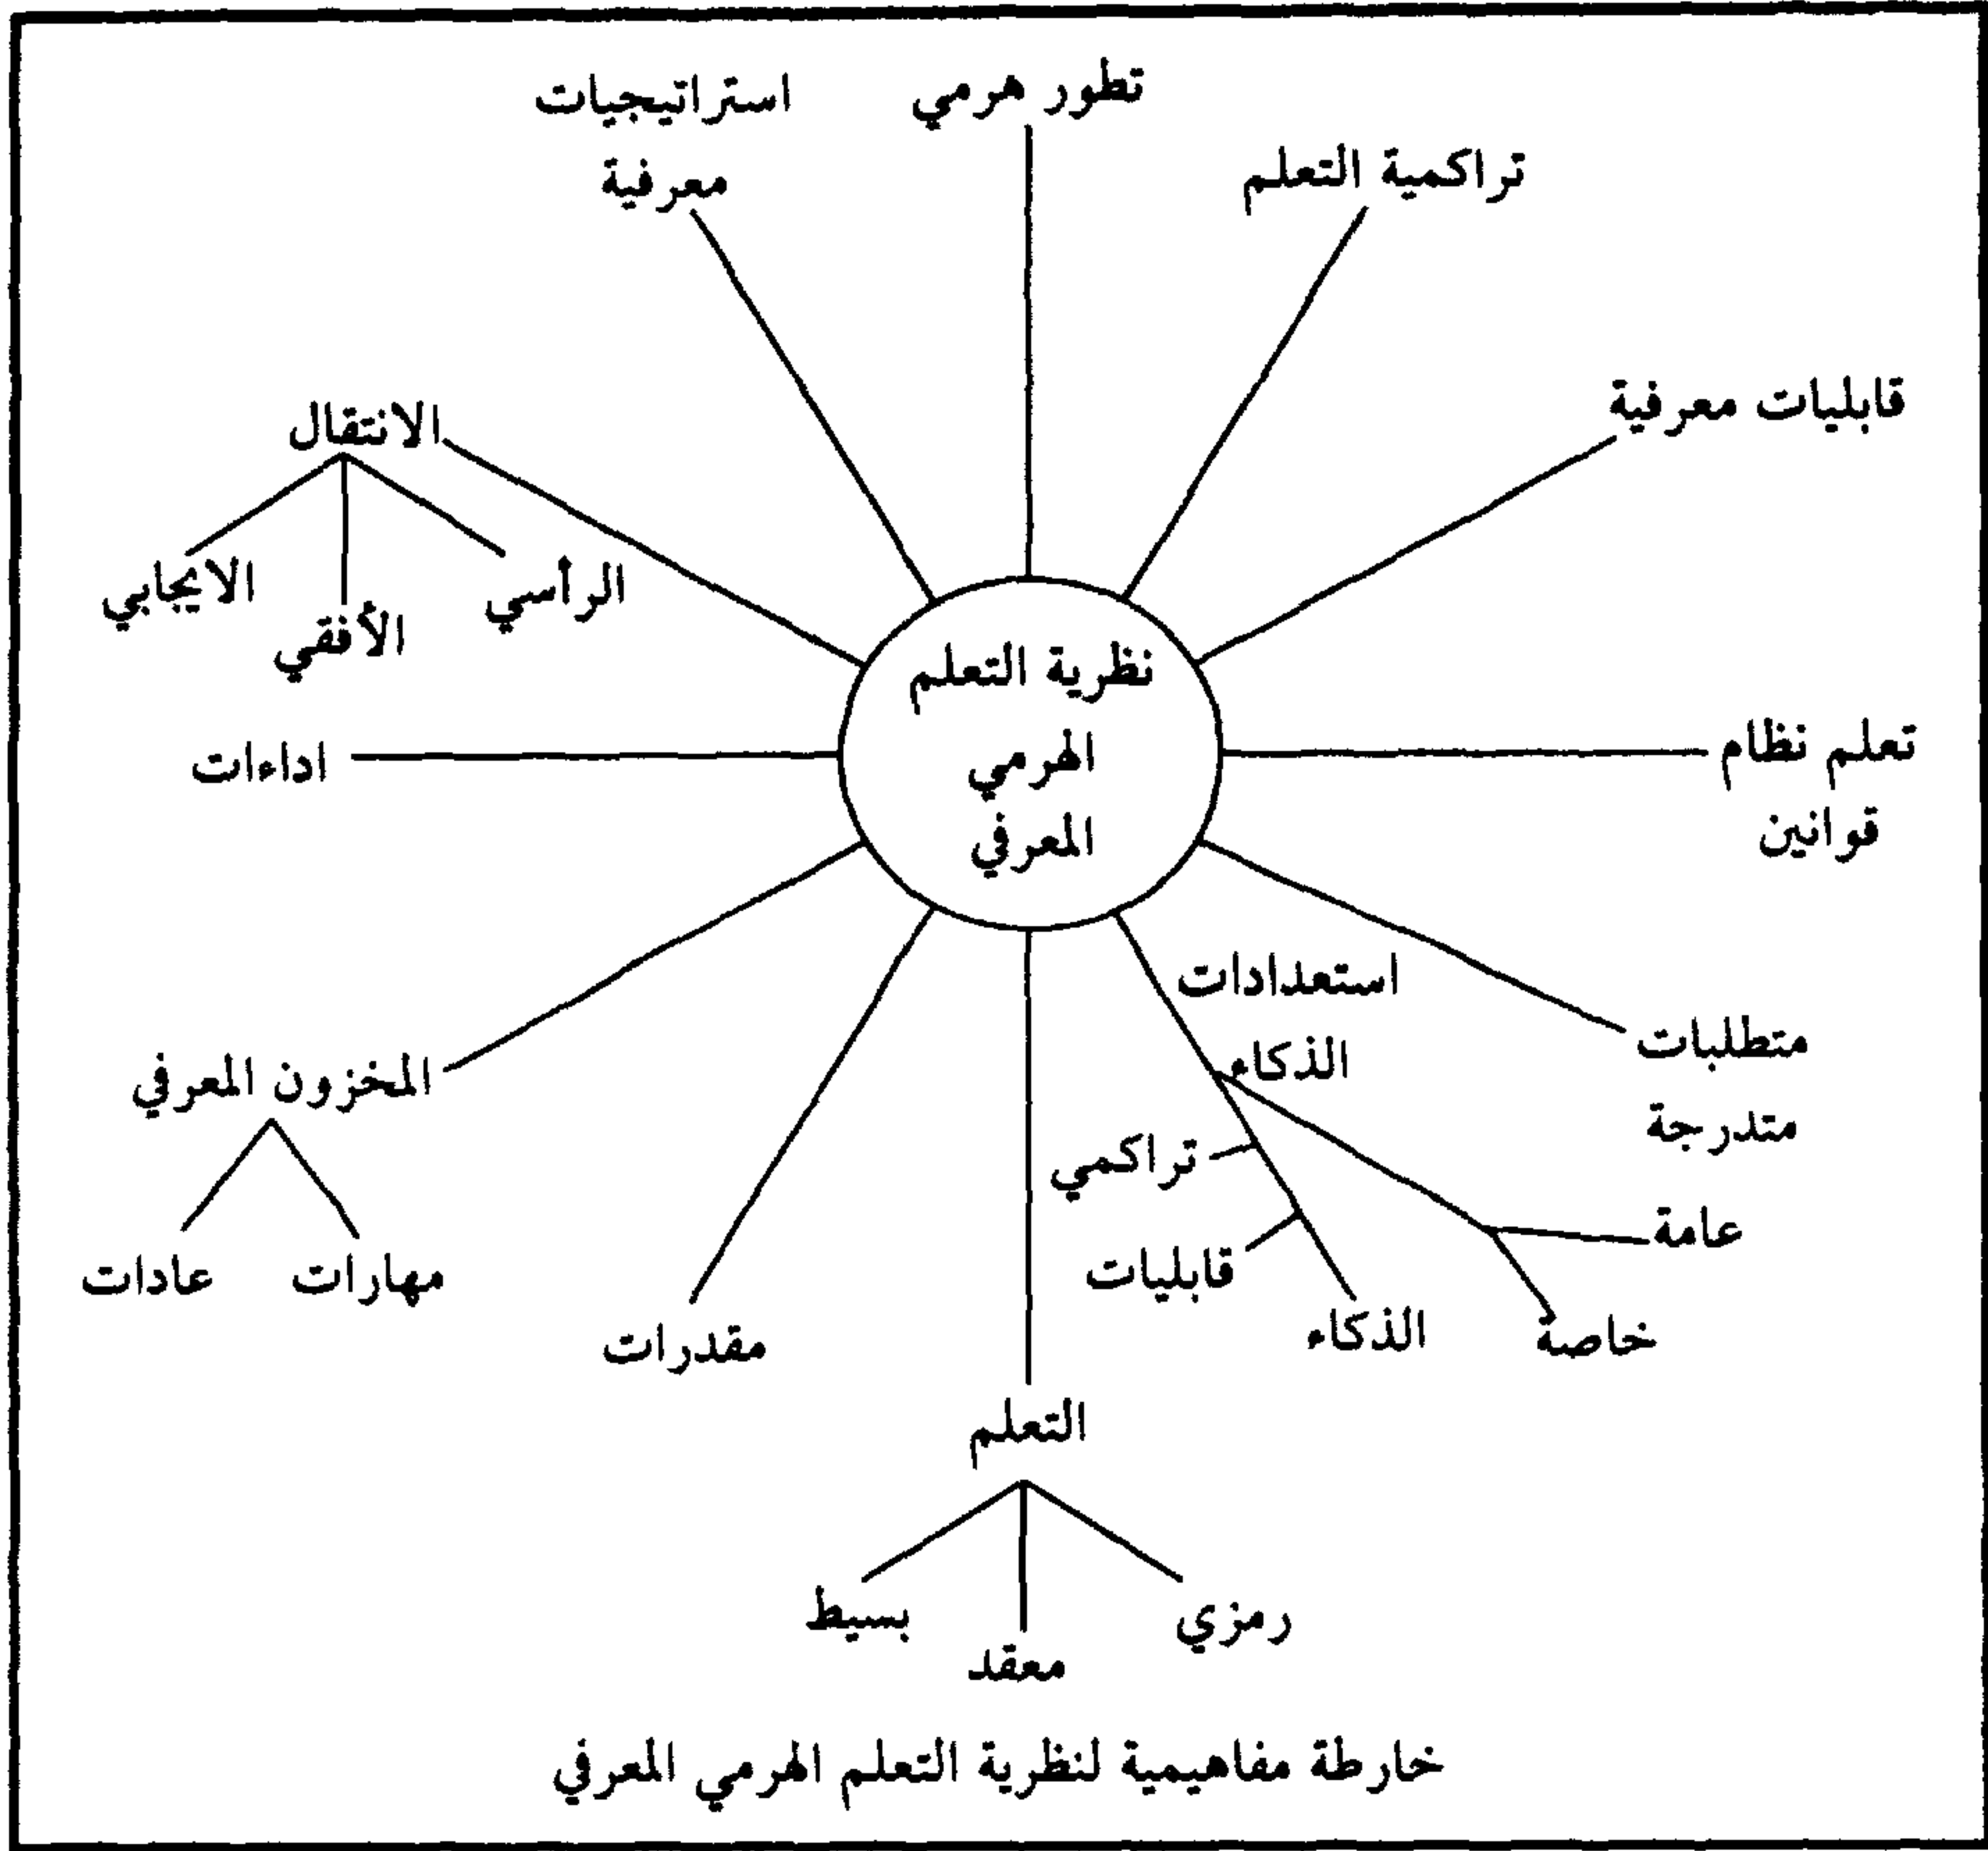 تطور هرمي
استراتيجيات
معرفية
تراكمية التعلم
قابليات معرفية
الانتقال
الرأسي
الأفقي
الايجابي
نظرية التعلم
الهرمي
المعرفي
تعلم نظام
قوانين
اداءات
استعدادات
الذكاء
متطلبات
متدرجة
المخزون المعرفي
تراكمي
عامة
قابليات
مهارات
عادات
خاصة
الذكاء
مقدرات
التعلم
رمزي
معقد
بسيط
خارطة مفاهيمية لنظرية التعلم الهرمي المعرفي